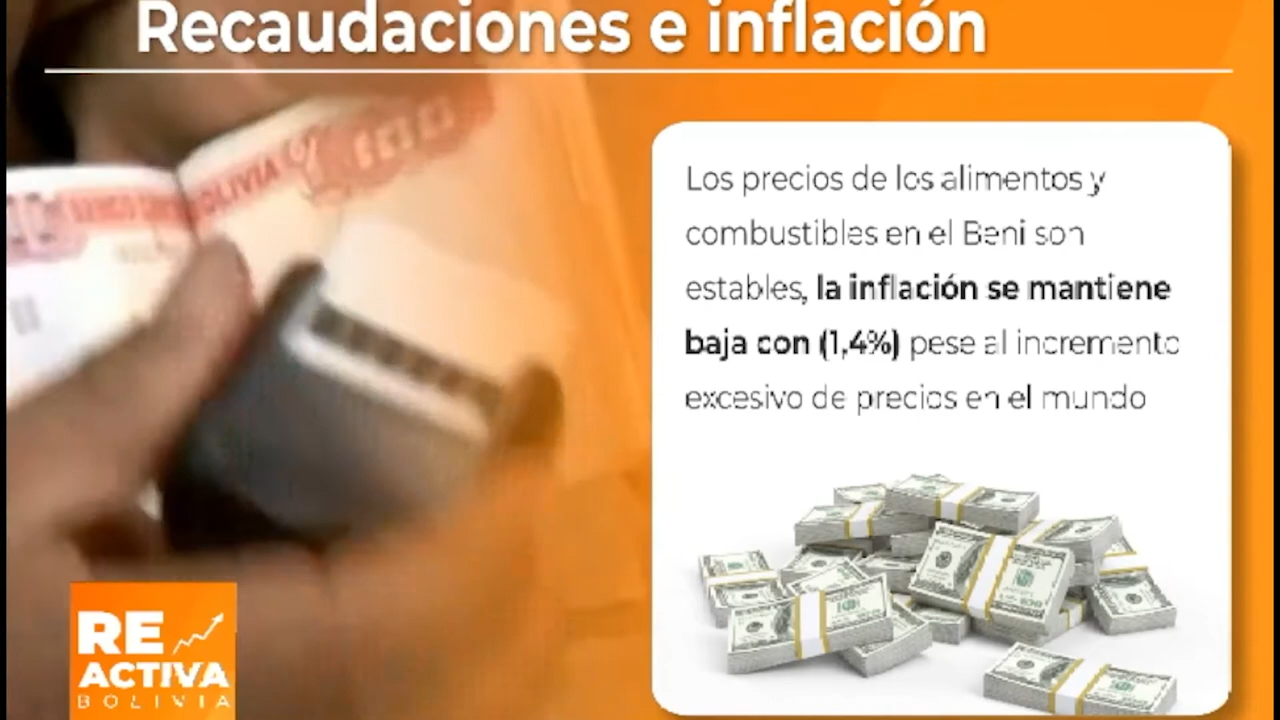 Recaudaciones e inflación
BOLIVIA
Los precios de los alimentos y
combustibles en el Beni son
estables, la inflación se mantiene
baja con (1,4%) pese al incremento
excesivo de precios en el mundo
RE
ACTIVA
BOLIVIA